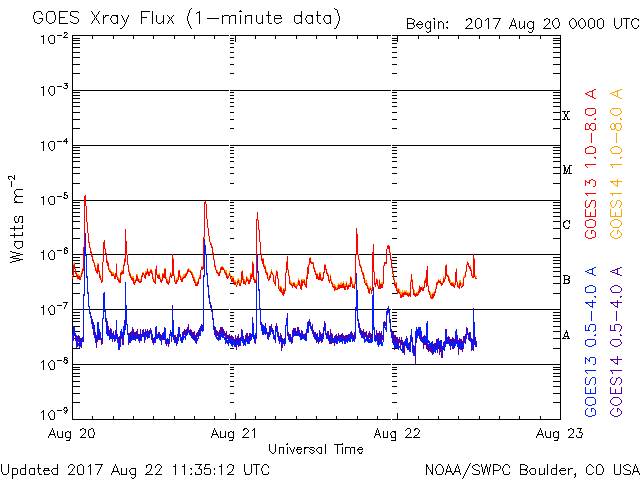 GOES Xray Flux (1-minute data)
Begin: 2017 Aug 20 0000 UTC
10⁻²
10⁻³
10⁻⁴
10⁻⁵
10⁻⁶
10⁻⁷
10⁻⁸
10⁻⁹
Watts m⁻²
X
M
C
B
A
GOES13 1.0-8.0 A
GOES14 1.0-8.0 A
GOES13 0.5-4.0 A
GOES14 0.5-4.0 A
Aug 20 Aug 21 Aug 22 Aug 23
Universal Time
Updated 2017 Aug 22 11:35:12 UTC
NOAA/SWPC Boulder, CO USA